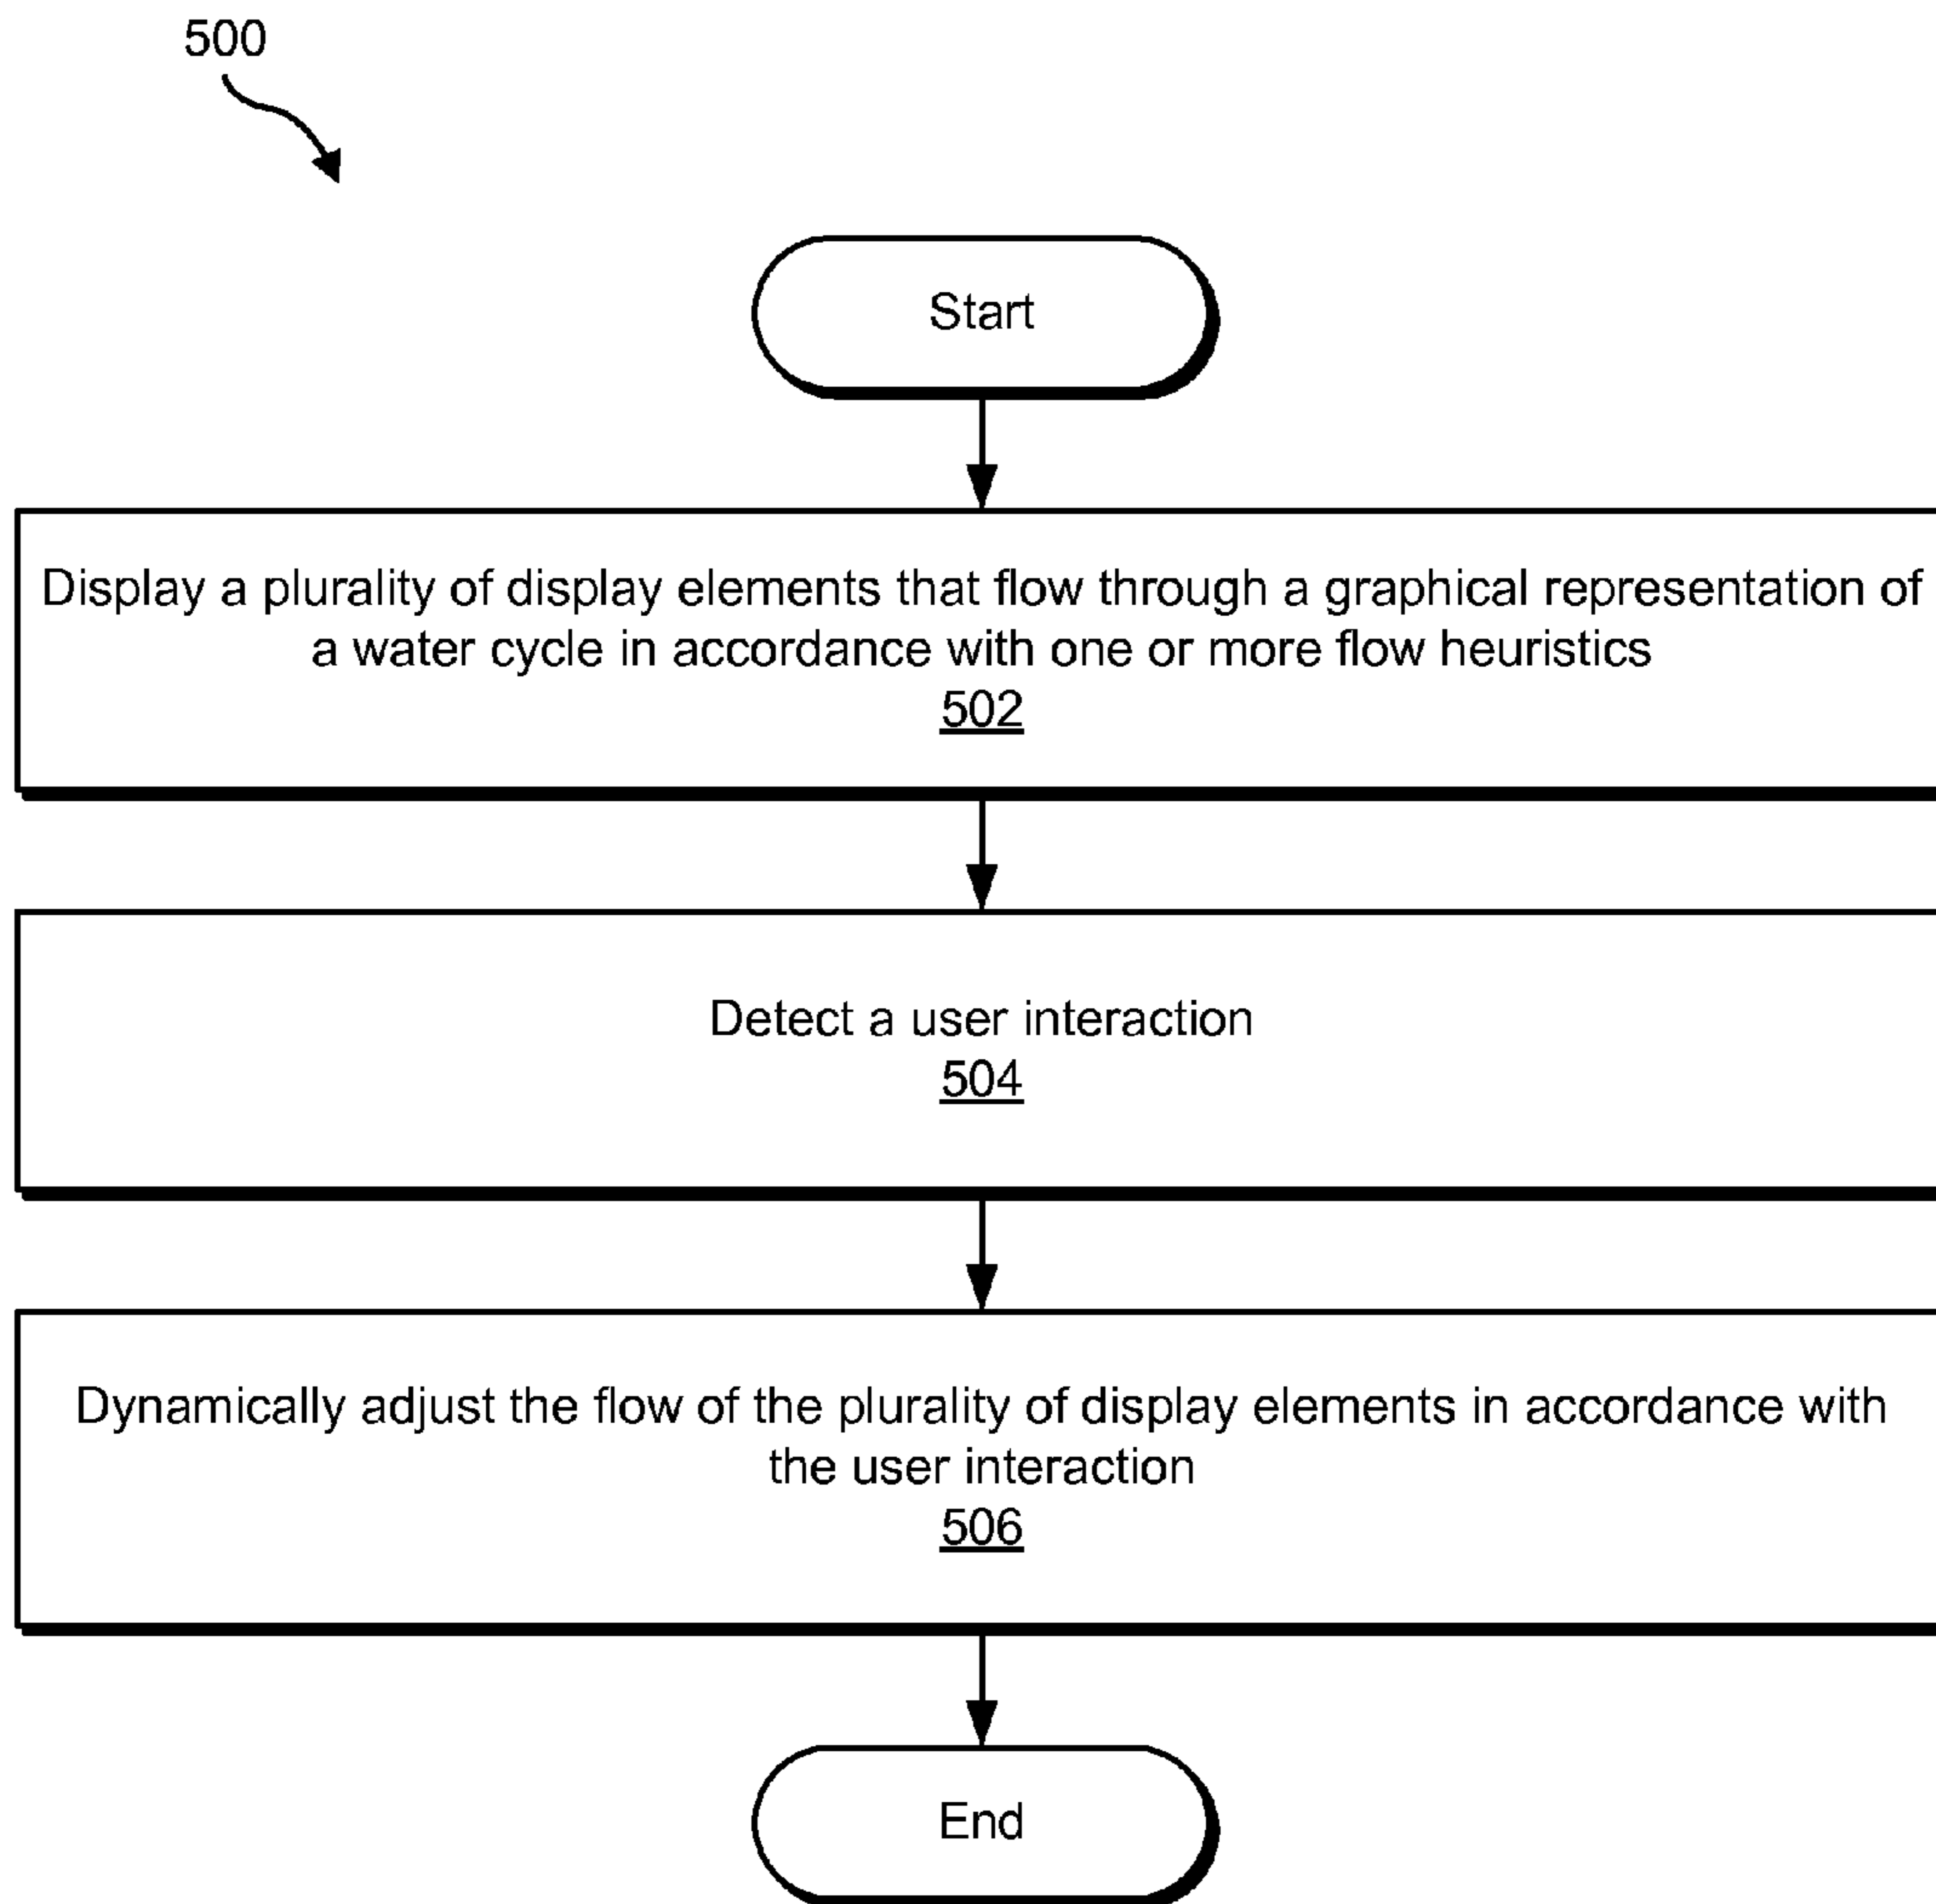 500
Start
Display a plurality of display elements that flow through a graphical representation of
a water cycle in accordance with one or more flow heuristics
502
Detect a user interaction
504
Dynamically adjust the flow of the plurality of display elements in accordance with
the user interaction
506
End